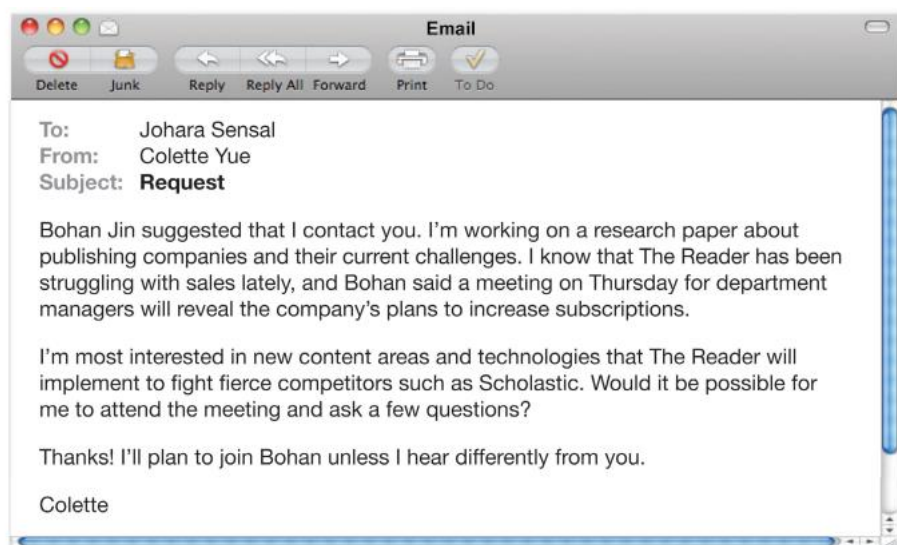 Email
Delete Junk Reply Reply All Forward Print To Do
To: Johara Sensal
From: Colette Yue
Subject: Request
Bohan Jin suggested that I contact you. I’m working on a research paper about
publishing companies and their current challenges. I know that The Reader has been
struggling with sales lately, and Bohan said a meeting on Thursday for department
managers will reveal the company’s plans to increase subscriptions.
I’m most interested in new content areas and technologies that The Reader will
implement to fight fierce competitors such as Scholastic. Would it be possible for
me to attend the meeting and ask a few questions?
Thanks! I’ll plan to join Bohan unless I hear differently from you.
Colette